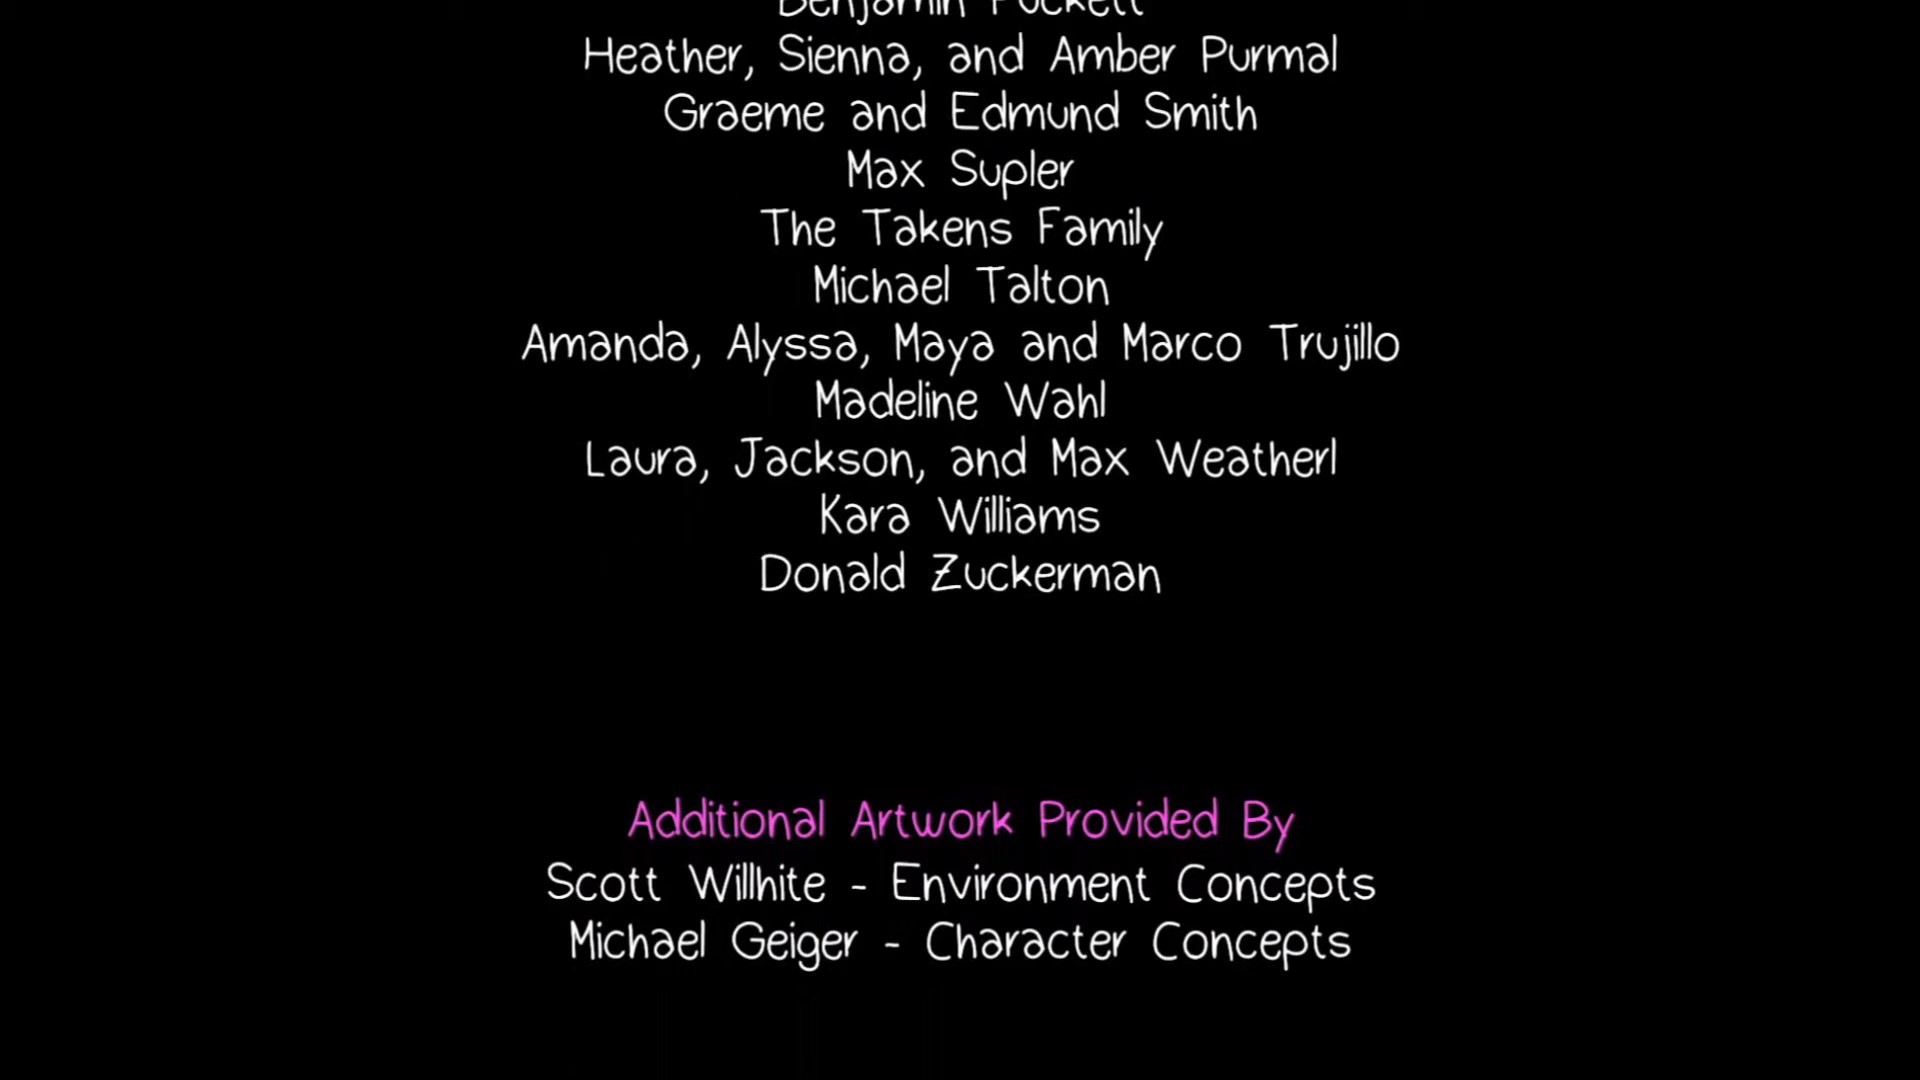 Benjamin Puckett
Heather, Sienna, and Amber Purmal
Graeme and Edmund Smith
Max Supler
The Takens Family
Michael Talton
Amanda, Alyssa, Maya and Marco Trujillo
Madeline Wahl
Laura, Jackson, and Max Weatherl
Kara Williams
Donald Zuckerman
Additional Artwork Provided By
Scott Willhite - Environment Concepts
Michael Geiger - Character Concepts